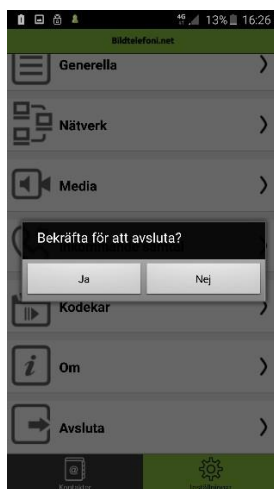 4G 13% 16:26
Bildtelefoni.net
Generella
Nätverk
Media
Bekräfta för att avsluta?
Ja
Nej
Kodekar
Om
Avsluta
Kontakter
Inställningar